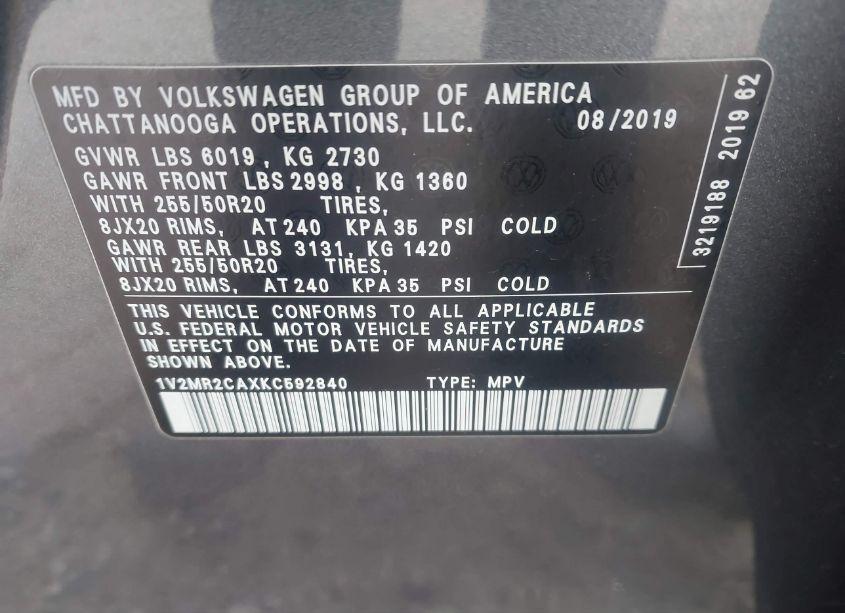 MFD BY VOLKSWAGEN GROUP OF AMERICA
CHATTANOOGA OPERATIONS, LLC. 08/2019
GVWR LBS 6019 , KG 2730
GAWR FRONT LBS 2998 , KG 1360
WITH 255/50R20 TIRES,
8JX20 RIMS, AT 240 KPA 35 PSI COLD
GAWR REAR LBS 3131, KG 1420
WITH 255/50R20 TIRES,
8JX20 RIMS, AT 240 KPA 35 PSI COLD
THIS VEHICLE CONFORMS TO ALL APPLICABLE
U.S. FEDERAL MOTOR VEHICLE SAFETY STANDARDS
IN EFFECT ON THE DATE OF MANUFACTURE
SHOWN ABOVE.
1V2MR2CAXKC592840 TYPE: MPV
3219188 2019 62